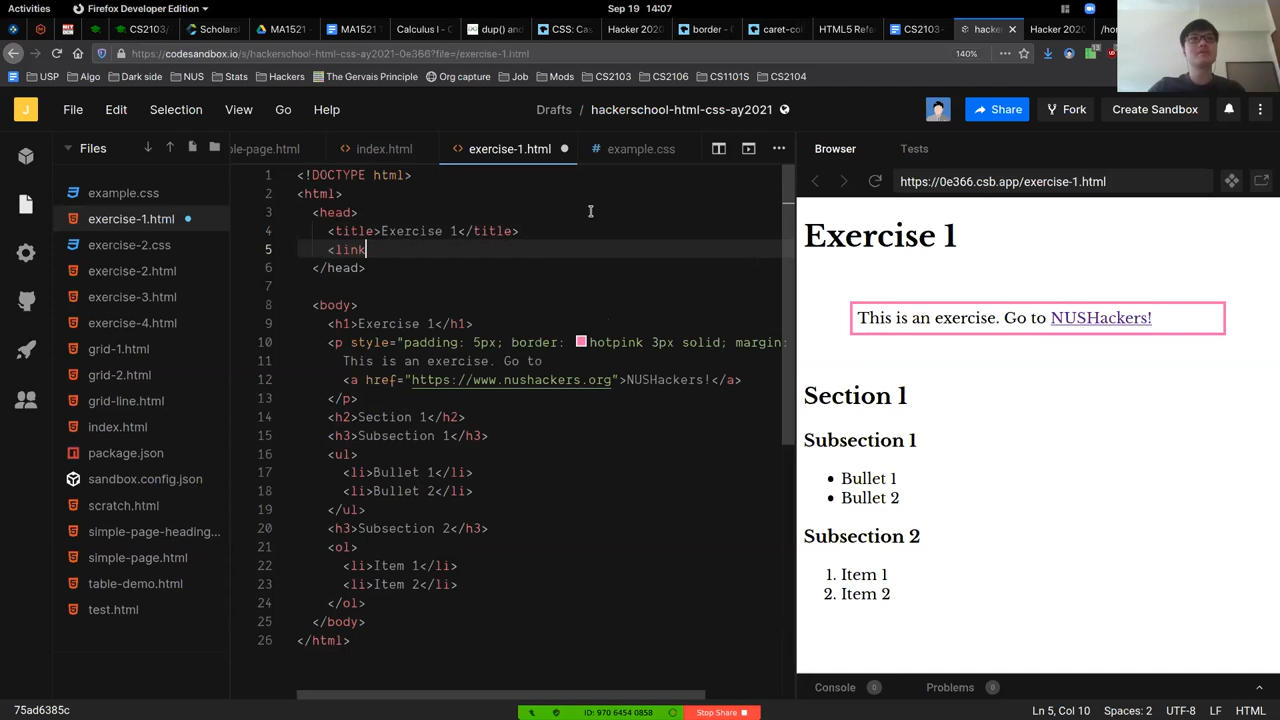 Activities
Firefox Developer Edition
Sep 19 14:07
CS2103/
Scholarsh
MA1521
MA1521
Calculus I -
dup() and
CSS: Casc
Hacker 2020
border -
caret-col
HTML5 Refe
CS2103-
hacker
Hacker 2020
/hor
https://codesandbox.io/s/hackerschool-html-css-ay2021-0e366?file=/exercise-1.html
140%
USP
Algo
Dark side
NUS
Stats
Hackers
The Gervais Principle
Org capture
Job
Mods
CS2103
CS2106
CS1101S
CS2104
J
File
Edit
Selection
View
Go
Help
Drafts / hackerschool-html-css-ay2021
Share
Fork
Create Sandbox
Files
ple-page.html
index.html
exercise-1.html
example.css
Browser
Tests
https://0e366.csb.app/exercise-1.html
example.css
exercise-1.html
exercise-2.css
exercise-2.html
exercise-3.html
exercise-4.html
grid-1.html
grid-2.html
grid-line.html
index.html
package.json
sandbox.config.json
scratch.html
simple-page-heading...
simple-page.html
table-demo.html
test.html
1 <!DOCTYPE html>
2 <html>
3 <head>
4 <title>Exercise 1</title>
5 <link
6 </head>
7
8 <body>
9 <h1>Exercise 1</h1>
10 <p style="padding: 5px; border: hotpink 3px solid; margin:
11 This is an exercise. Go to
12 <a href="https://www.nushackers.org">NUSHackers!</a>
13 </p>
14 <h2>Section 1</h2>
15 <h3>Subsection 1</h3>
16 <ul>
17 <li>Bullet 1</li>
18 <li>Bullet 2</li>
19 </ul>
20 <h3>Subsection 2</h3>
21 <ol>
22 <li>Item 1</li>
23 <li>Item 2</li>
24 </ol>
25 </body>
26 </html>
Exercise 1
This is an exercise. Go to NUSHackers!
Section 1
Subsection 1
• Bullet 1
• Bullet 2
Subsection 2
1. Item 1
2. Item 2
Console 0
Problems 0
75ad6385c
ID: 970 6454 0858
Stop Share
Ln 5, Col 10
Spaces: 2
UTF-8
LF
HTML